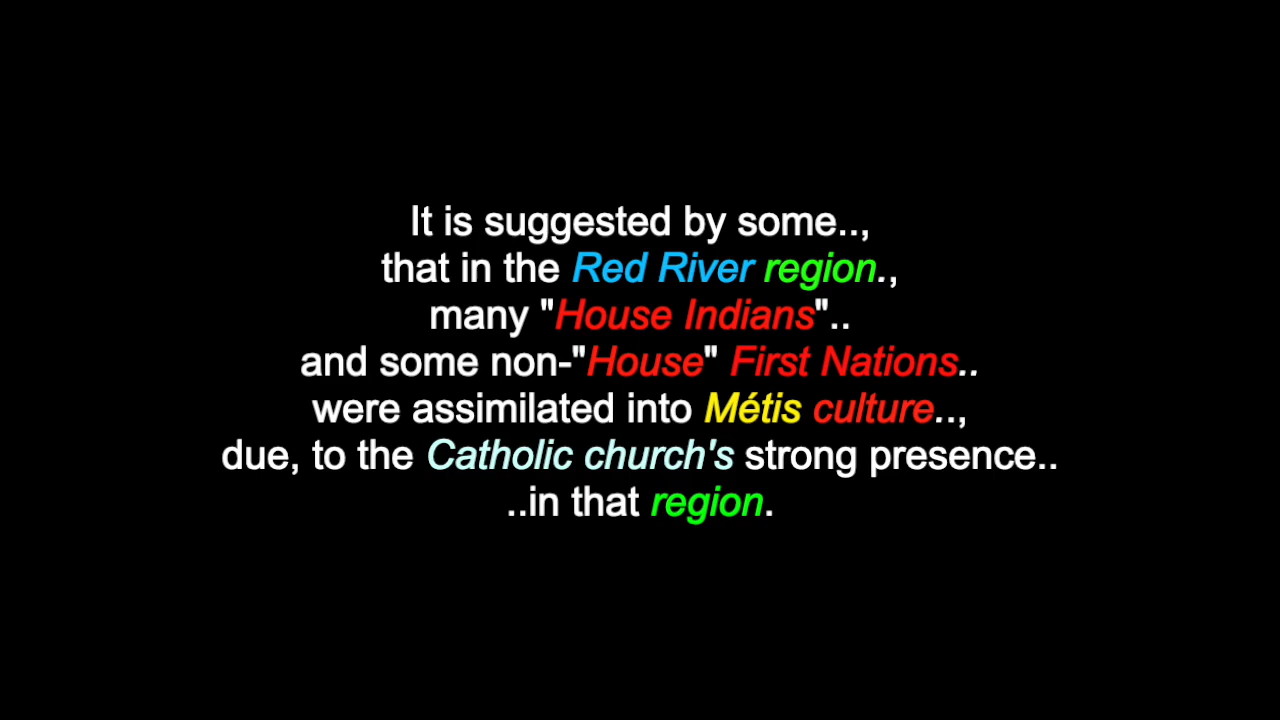 It is suggested by some..,
that in the Red River region.,
many "House Indians"..
and some non-"House" First Nations..
were assimilated into Métis culture..,
due, to the Catholic church's strong presence..
..in that region.